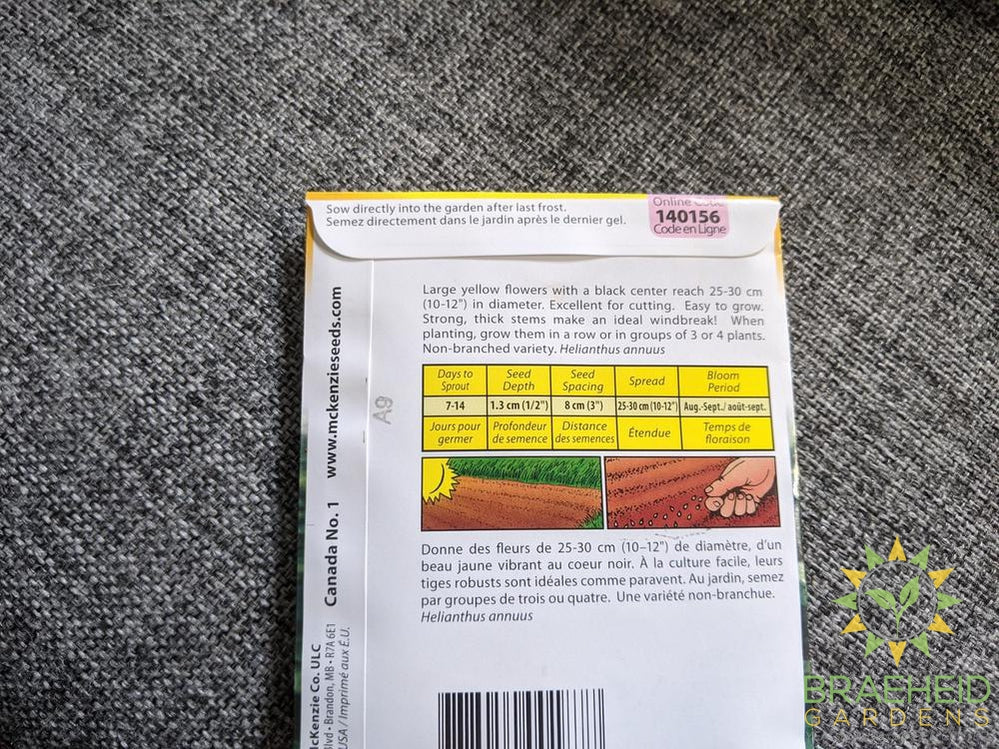 Sow directly into the garden after last frost.
Semez directement dans le jardin après le dernier gel.
Online Code
140156
Code en Ligne
Large yellow flowers with a black center reach 25-30 cm
(10-12") in diameter. Excellent for cutting. Easy to grow.
Strong, thick stems make an ideal windbreak! When
planting, grow them in a row or in groups of 3 or 4 plants.
Non-branched variety. Helianthus annuus
Days to Sprout
Seed Depth
Seed Spacing
Spread
Bloom Period
7-14
1.3 cm (1/2")
8 cm (3")
25-30 cm (10-12")
Aug.-Sept./ août-sept.
Jours pour germer
Profondeur de semence
Distance des semences
Étendue
Temps de floraison
Donne des fleurs de 25-30 cm (10–12") de diamètre, d'un
beau jaune vibrant au coeur noir. À la culture facile, leurs
tiges robusts sont idéales comme paravent. Au jardin, semez
par groupes de trois ou quatre. Une variété non-branchue.
Helianthus annuus
A9
Canada No. 1 www.mckenzieseeds.com
McKenzie Co. ULC
Blvd • Brandon, MB • R7A 6E1
USA / Imprimé aux É.U.
BRAEHEID
GARDENS